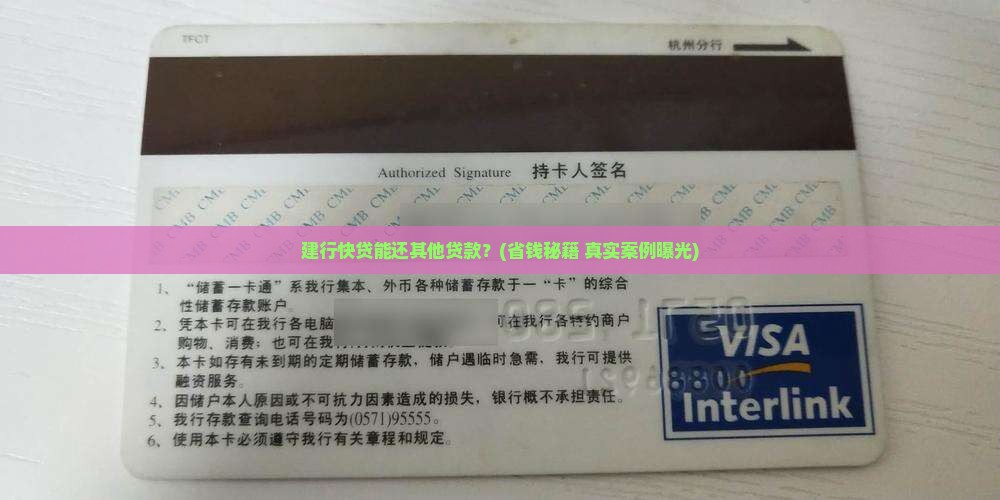 TFCT
杭州分行
Authorized Signature 持卡人签名
建行快贷能还其他贷款？(省钱秘籍 真实案例曝光)
1、“储蓄一卡通”系我行集本、外币各种储蓄存款于一“卡”的综合
性储蓄存款账户
2、凭本卡可在我行各电脑 可在我行各特约商户
购物、消费；也可在我
3、本卡如存有未到期的定期储蓄存款，储户遇临时急需，我行可提供
融资服务。
4、因储户本人原因或不可抗力因素造成的损失，银行概不承担责任。
5、我行存款查询电话号码为(0571)95555。
6、使用本卡必须遵守我行有关章程和规定。
VISA
Interlink